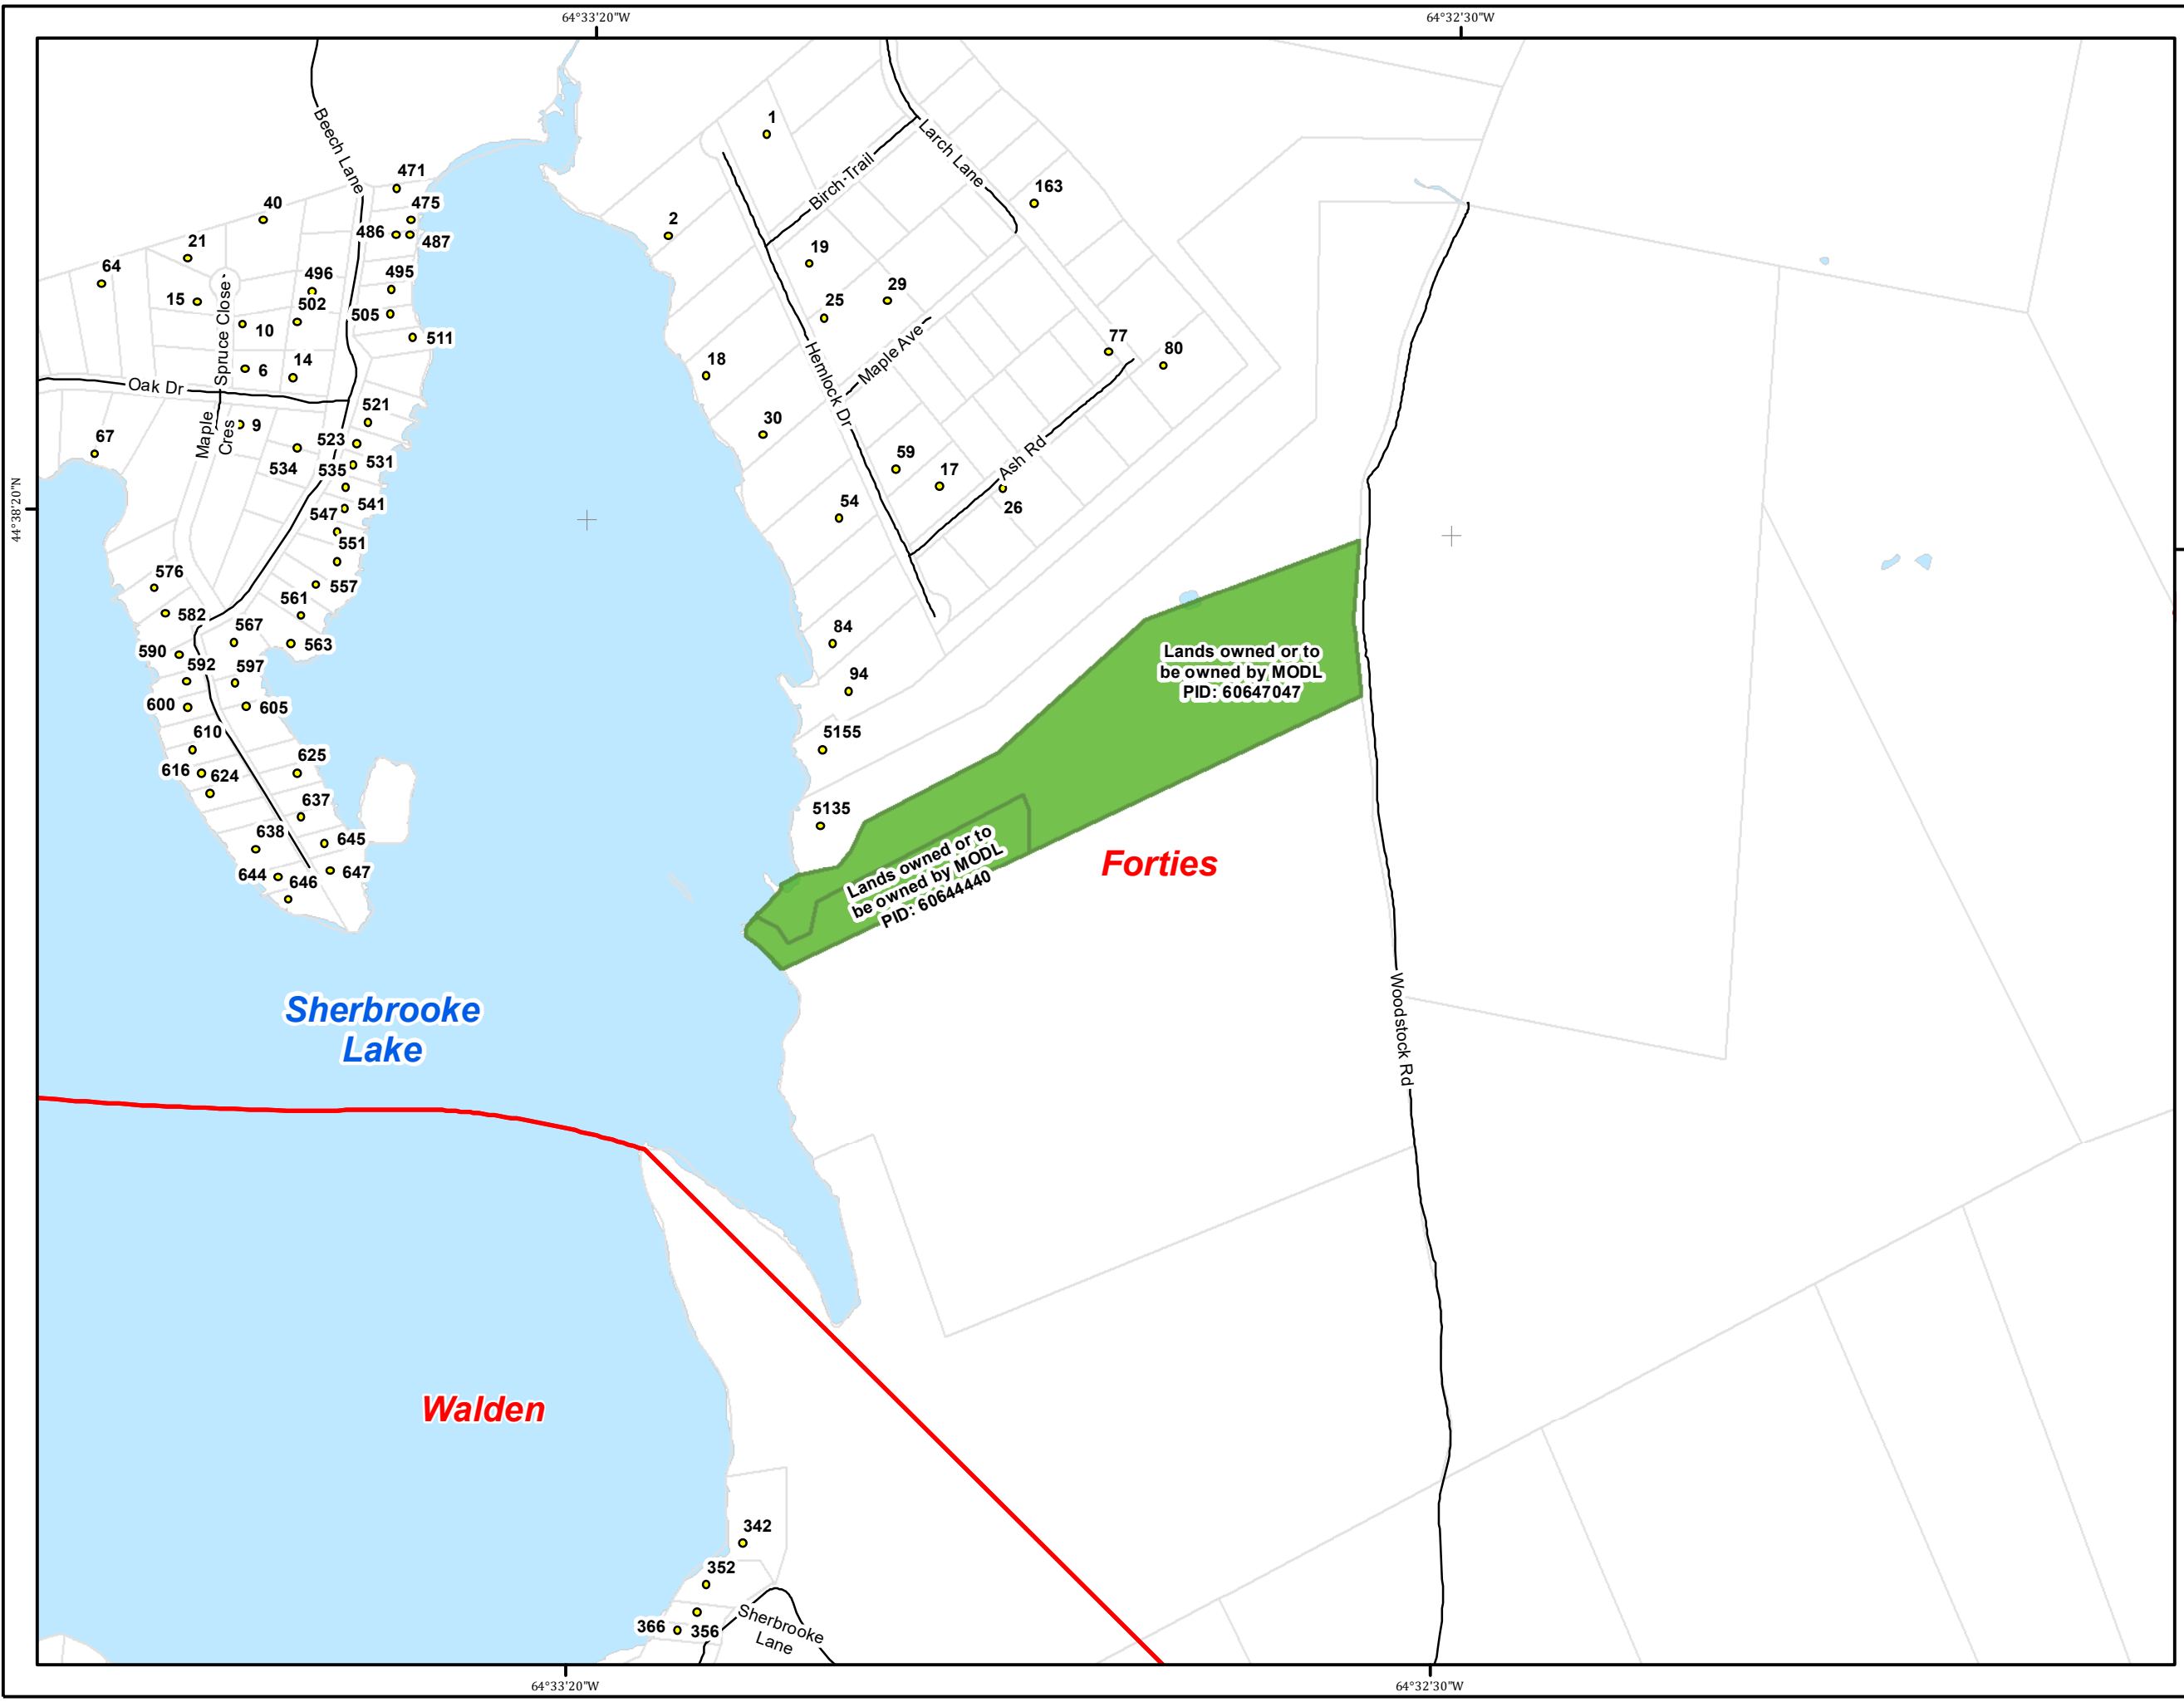 64°33'20"W
64°32'30"W
44°38'20"N
Beech Lane
1
Larch Lane
Birch Trail
471
163
40
475
2
486
487
21
19
64
496
495
29
15
502
505
25
10
511
77
80
Spruce Close
Maple Ave
Hemlock Dr
18
6
14
Oak Dr
521
30
9
Maple
Cres
523
67
534
535
531
59
17
Ash Rd
541
54
26
547
551
576
557
582
561
567
563
84
590
592
597
94
Lands owned or to
be owned by MODL
PID: 60647047
600
605
610
5155
616
624
625
637
5135
638
645
644
646
647
Lands owned or to
be owned by MODL
PID: 60644440
Forties
Sherbrooke
Lake
Woodstock Rd
Walden
342
352
366
356
Sherbrooke
Lane
64°33'20"W
64°32'30"W